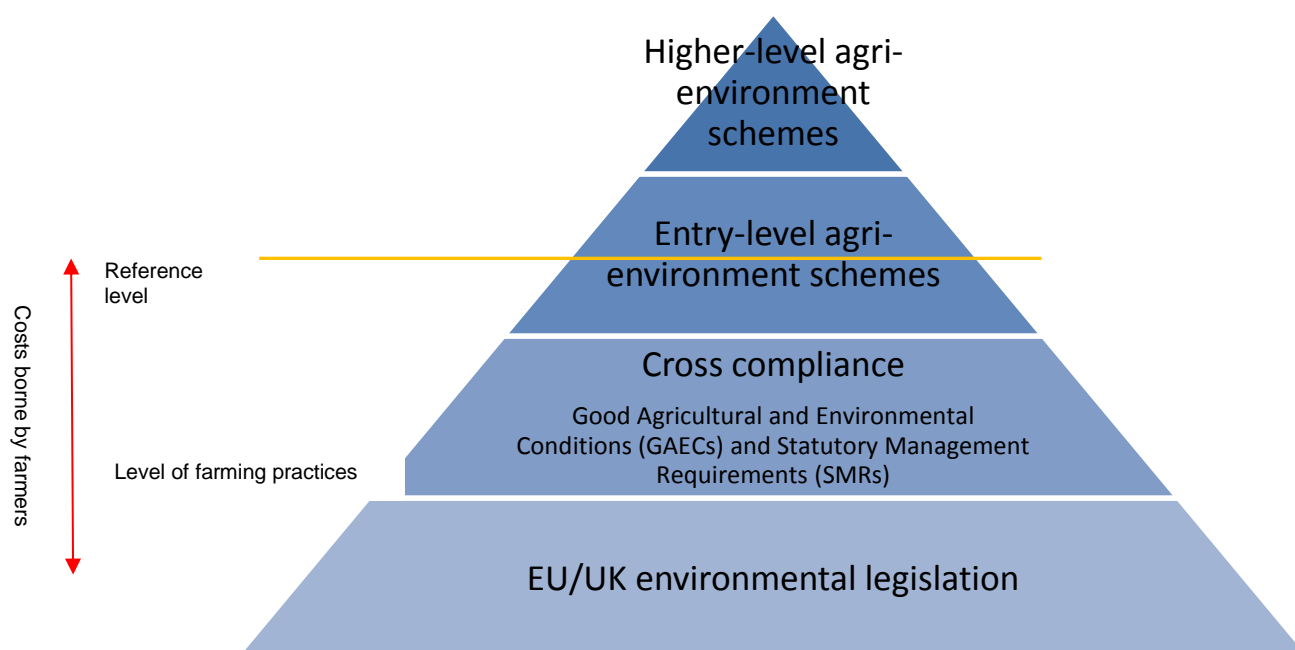 Higher-level agri-
environment
schemes
Entry-level agri-
environment schemes
Reference
level
Cross compliance
Good Agricultural and Environmental
Conditions (GAECs) and Statutory Management
Requirements (SMRs)
Level of farming practices
Costs borne by farmers
EU/UK environmental legislation